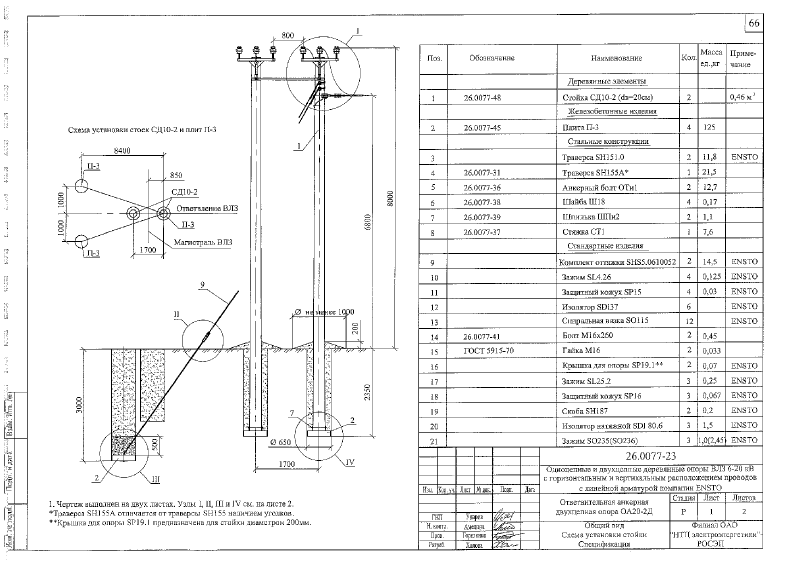 66
Схема установки стоек СД10-2 и плит П-3
8400
850
П-3
СД10-2
Ответвление ВЛЗ
П-3
Магистраль ВЛЗ
П-3
1000
1000
1700
800
1
1
8000
6800
9
II
Ø не менее 1000
200
3000
500
2350
7
2
Ø 650
2
III
IV
1700
Поз. Обозначение Наименование Кол. Масса ед.,кг Примечание
Деревянные элементы
1 26.0077-48 Стойка СД10-2 (dв=20см) 2 0,46 м³
Железобетонные изделия
2 26.0077-45 Плита П-3 4 125
Стальные конструкции
3 Траверса SH151.0 2 11,8 ENSTO
4 26.0077-31 Траверса SH155A* 1 21,5
5 26.0077-36 Анкерный болт ОТи1 2 12,7
6 26.0077-38 Шайба Ш18 4 0,17
7 26.0077-39 Шпилька ШПи2 2 1,1
8 26.0077-37 Стяжка СТ1 1 7,6
Стандартные изделия
9 Комплект оттяжки SHS5.0610052 2 14,5 ENSTO
10 Зажим SL4.26 4 0,125 ENSTO
11 Защитный кожух SP15 4 0,03 ENSTO
12 Изолятор SDI37 6 ENSTO
13 Спиральная вязка SO115 12 ENSTO
14 26.0077-41 Болт М16х260 2 0,45
15 ГОСТ 5915-70 Гайка М16 2 0,033
16 Крышка для опоры SP19.1** 2 0,07 ENSTO
17 Зажим SL25.2 3 0,25 ENSTO
18 Защитный кожух SP16 3 0,067 ENSTO
19 Скоба SH187 2 0,2 ENSTO
20 Изолятор натяжной SDI 80.6 3 1,5 ENSTO
21 Зажим SO235(SO236) 3 1,0(2,45) ENSTO
1. Чертеж выполнен на двух листах. Узлы I, II, III и IV см. на листе 2.
*Траверса SH155A отличается от траверсы SH155 наличием уголков.
**Крышка для опоры SP19.1 предназначена для стойки диаметром 200мм.
26.0077-23
Одноцепные и двухцепные деревянные опоры ВЛЗ 6-20 кВ
с горизонтальным и вертикальным расположением проводов
с линейной арматурой компании ENSTO
Изм. Кол.уч. Лист №док. Подп. Дата
Ответвительная анкерная
двухцепная опора ОА20-2Д
Стадия Лист Листов
Р 1 2
ГИП Ударов
Н. контр. Амелина
Пров.
Разраб. Халова
Общий вид
Схема установки стойки
Спецификация
Филиал ОАО
"НТЦ электроэнергетики"-
РОСЭП